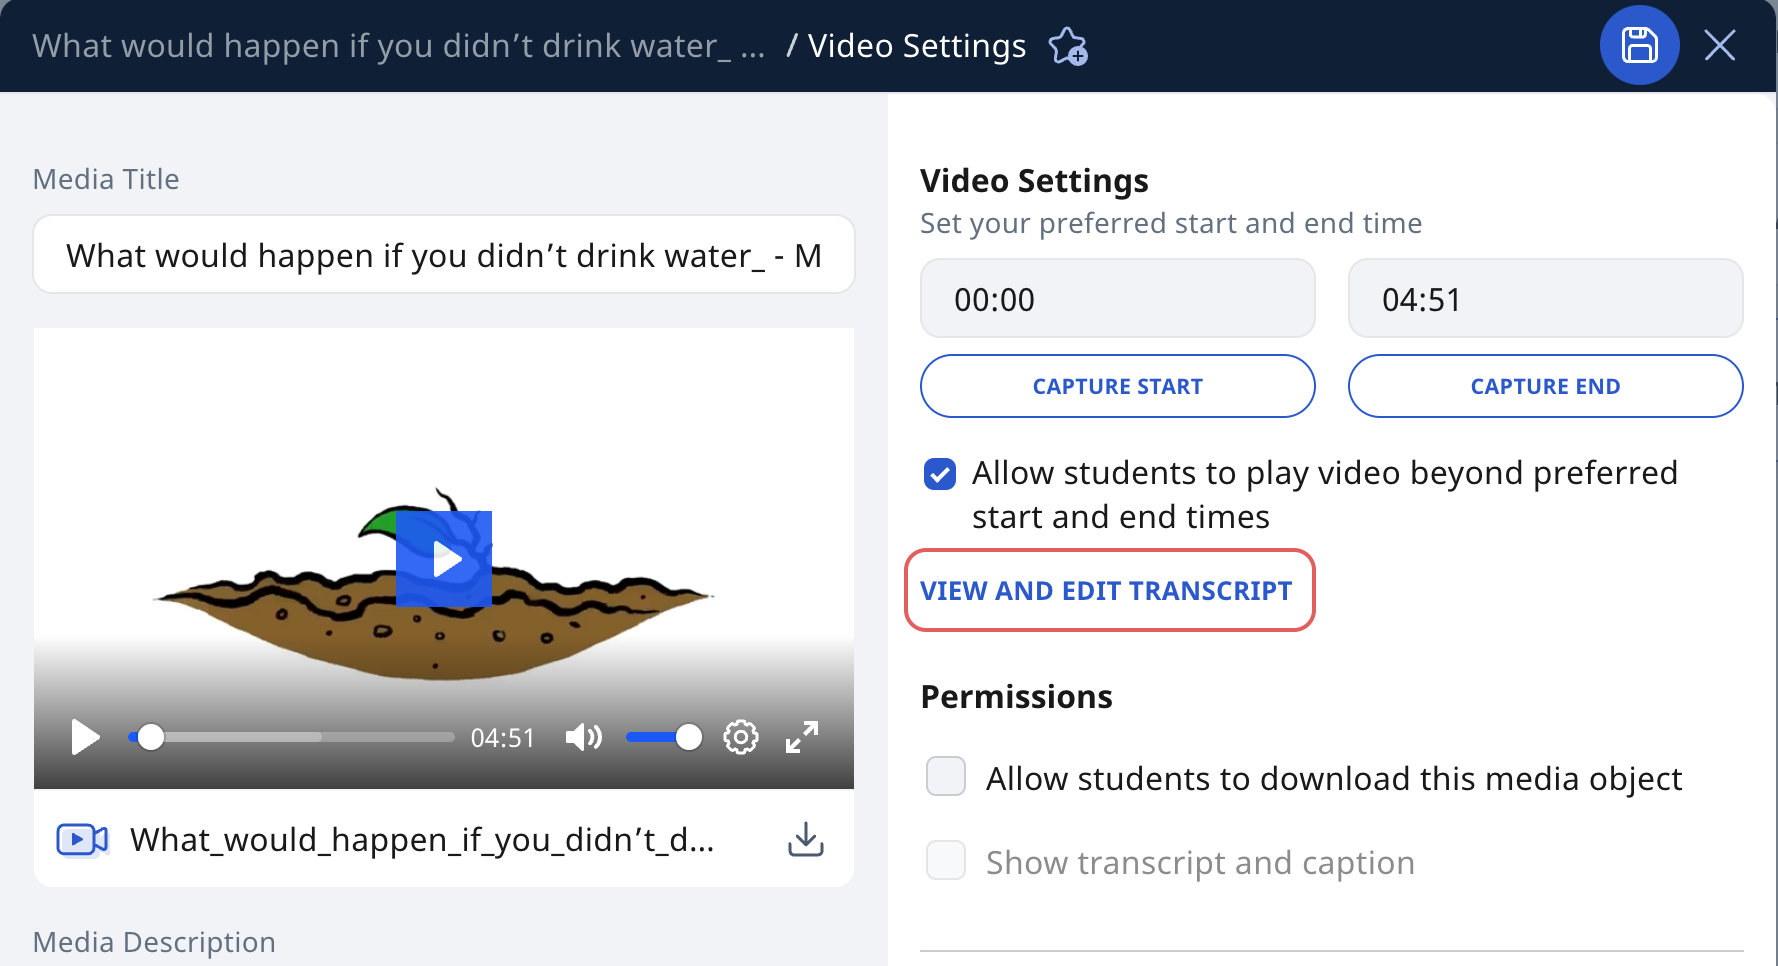 What would happen if you didn’t drink water_ ... / Video Settings
Media Title
What would happen if you didn’t drink water_ - M
04:51
What_would_happen_if_you_didn’t_d...
Media Description
Video Settings
Set your preferred start and end time
00:00
04:51
CAPTURE START
CAPTURE END
Allow students to play video beyond preferred
start and end times
VIEW AND EDIT TRANSCRIPT
Permissions
Allow students to download this media object
Show transcript and caption